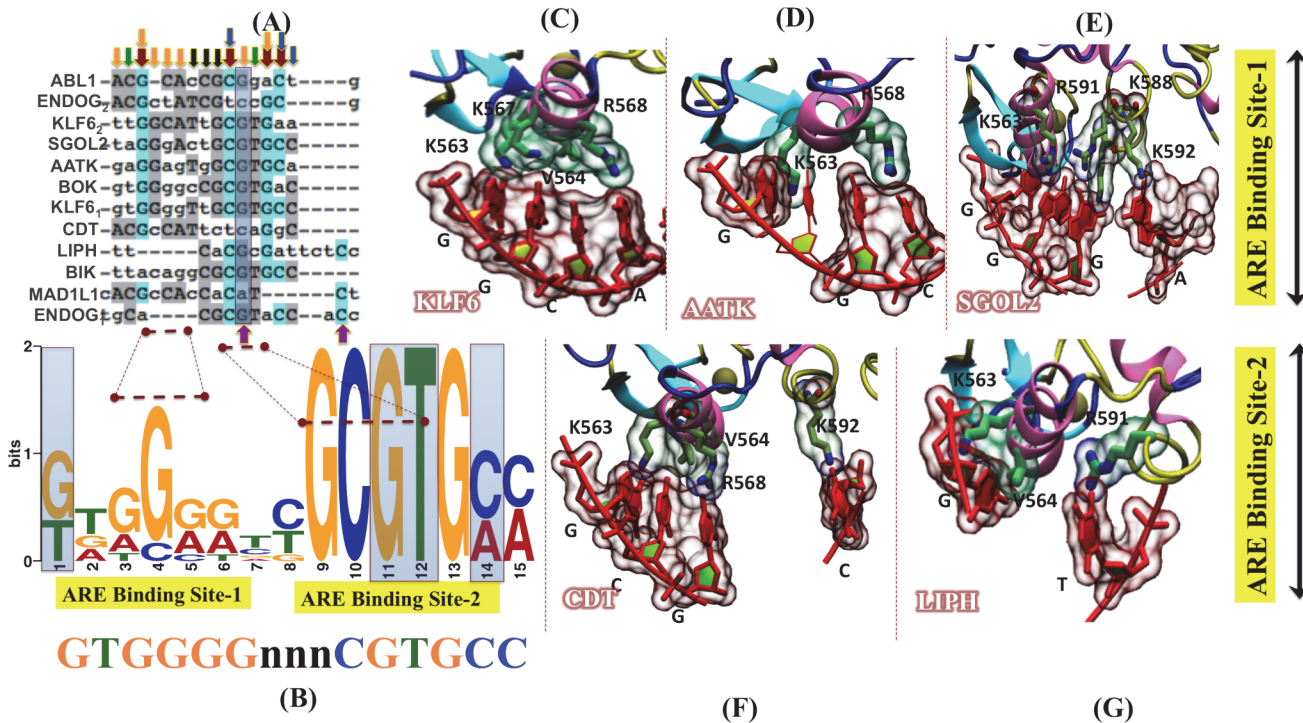 (A)
ABL1 -ACG-CAcCGCGgaCt-----g
ENDOG2 -ACGctATCGtccGC------g
KLF62 -ttGGCATtGCGTGaa------
SGOL2 -taGGgActGCGTGCC------
AATK -gaGGagTgGCGTGCa------
BOK -gtGGggcCGCGTGaC------
KLF61 -gtGGggTtGCGTGCC------
CDT -ACGcCATtctcaGgC------
LIPH -tt-----CaGcGattctCc
BIK --ttacaggCGCGTGCC-----
MAD1L1 cACGcCAcCaCaT------Ct
ENDOG1 tgCa----CGCGTaCC--aCc
2
1
0
bits
1 2 3 4 5 6 7 8 9 10 11 12 13 14 15
ARE Binding Site-1
ARE Binding Site-2
GTGGGGnnnCGTGCC
(B)
(C)
K567
R568
K563
V564
G
C
A
KLF6
(D)
R568
K563
G
G
C
AATK
(E)
R591
K588
K563
K592
G
G
A
SGOL2
ARE Binding Site-1
K563
V564
K592
R568
G
C
G
C
CDT
(F)
K563
R591
V564
G
T
LIPH
(G)
ARE Binding Site-2